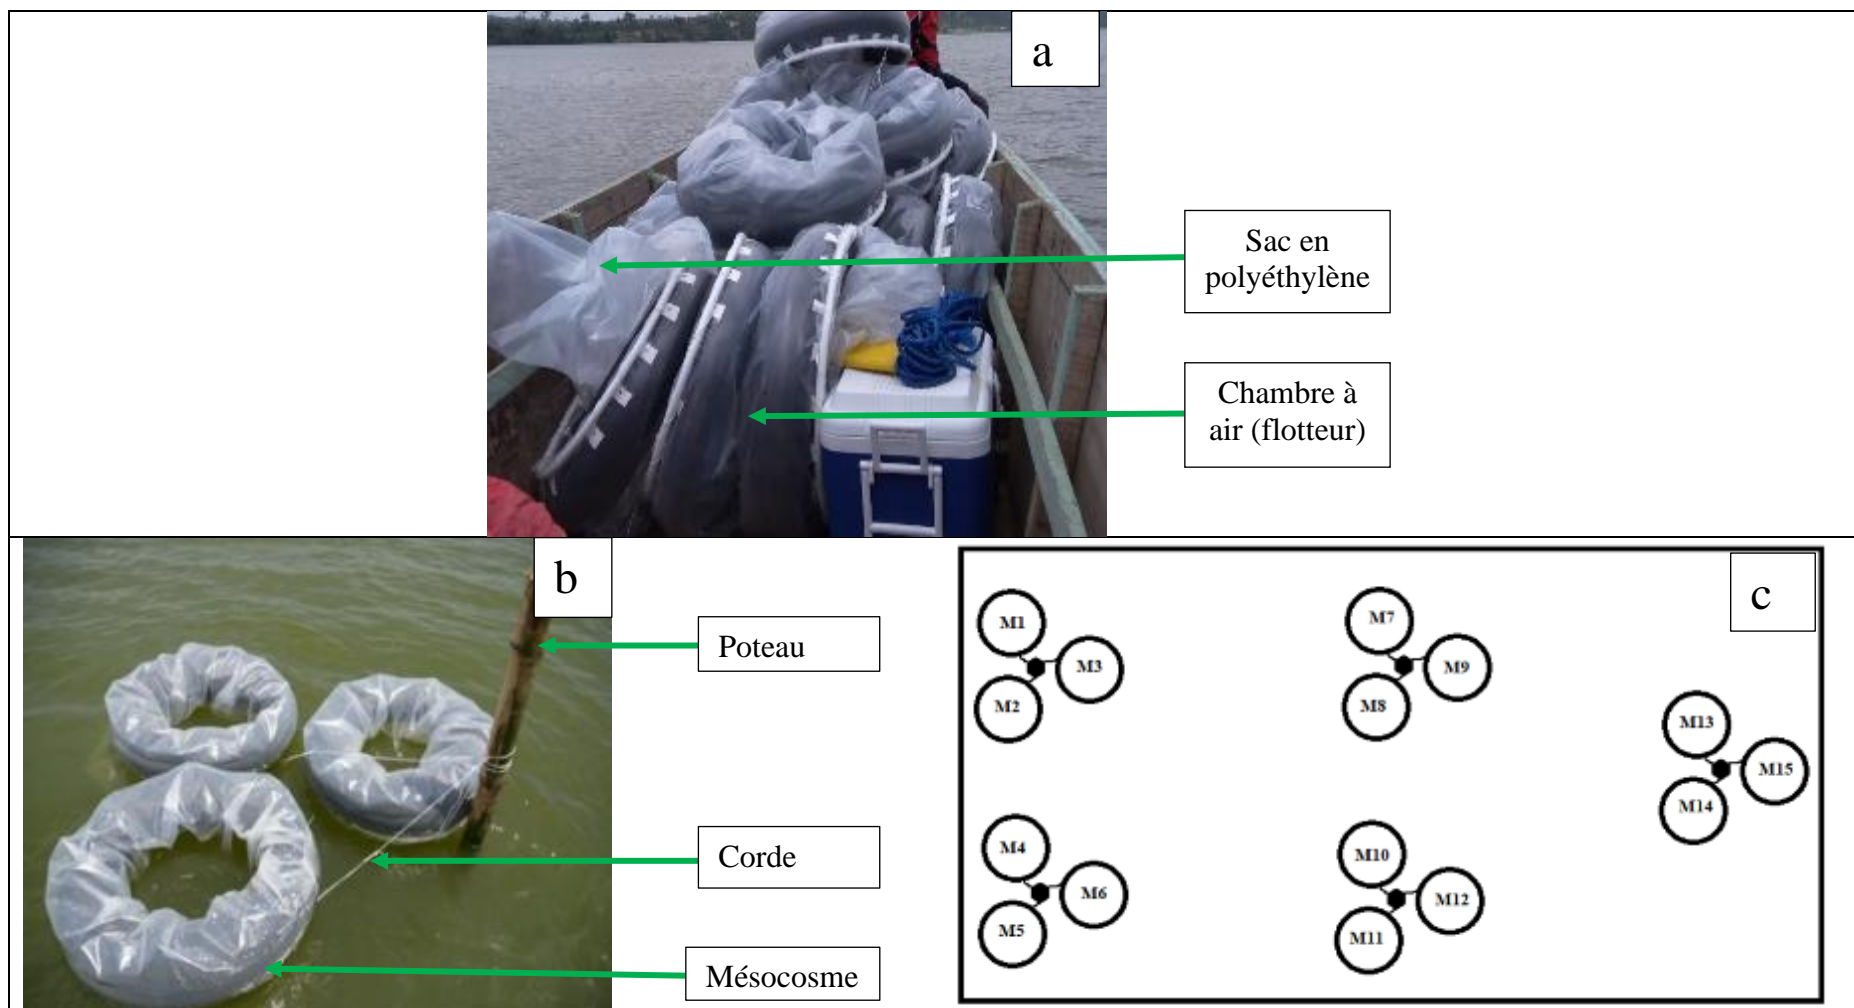 a
Sac en
polyéthylène
Chambre à
air (flotteur)
b
Poteau
Corde
Mésocosme
c
M1
M3
M2
M7
M9
M8
M13
M15
M14
M4
M6
M5
M10
M12
M11